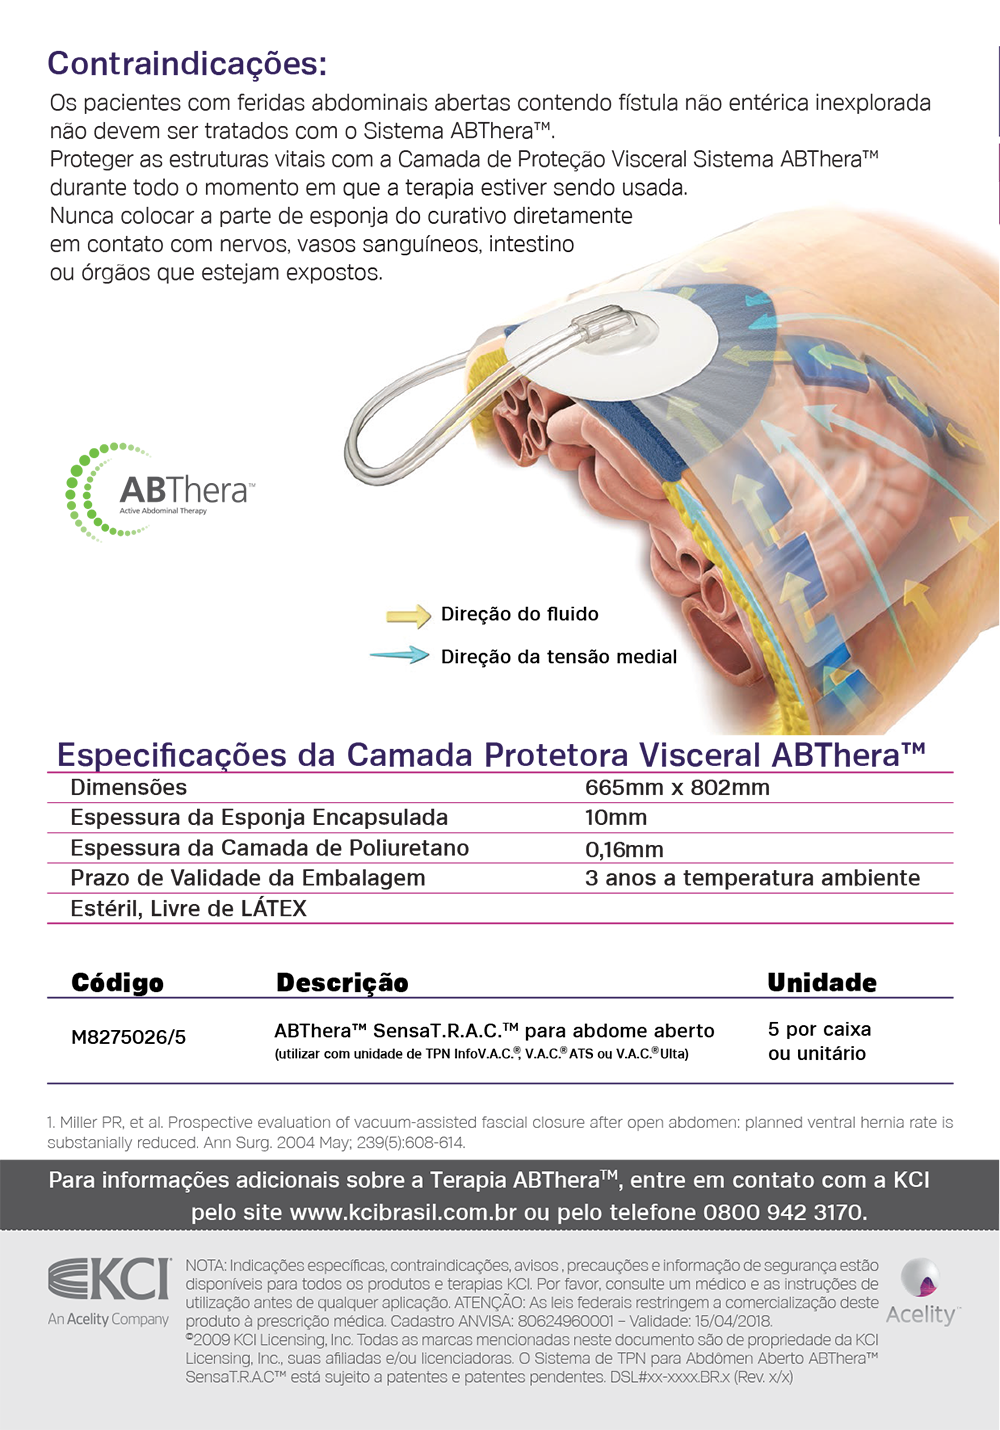 Contraindicações:
Os pacientes com feridas abdominais abertas contendo fístula não entérica inexplorada
não devem ser tratados com o Sistema ABThera™.
Proteger as estruturas vitais com a Camada de Proteção Visceral Sistema ABThera™
durante todo o momento em que a terapia estiver sendo usada.
Nunca colocar a parte de esponja do curativo diretamente
em contato com nervos, vasos sanguíneos, intestino
ou órgãos que estejam expostos.
ABThera™
Active Abdominal Therapy
Direção do fluido
Direção da tensão medial
Especificações da Camada Protetora Visceral ABThera™
Dimensões 665mm x 802mm
Espessura da Esponja Encapsulada 10mm
Espessura da Camada de Poliuretano 0,16mm
Prazo de Validade da Embalagem 3 anos a temperatura ambiente
Estéril, Livre de LÁTEX
Código Descrição Unidade
M8275026/5 ABThera™ SensaT.R.A.C.™ para abdome aberto 5 por caixa
(utilizar com unidade de TPN InfoV.A.C.®, V.A.C.® ATS ou V.A.C.® Ulta) ou unitário
1. Miller PR, et al. Prospective evaluation of vacuum-assisted fascial closure after open abdomen: planned ventral hernia rate is
substanially reduced. Ann Surg. 2004 May; 239(5):608-614.
Para informações adicionais sobre a Terapia ABThera™, entre em contato com a KCI
pelo site www.kcibrasil.com.br ou pelo telefone 0800 942 3170.
KCI®
An Acelity Company
NOTA: Indicações específicas, contraindicações, avisos , precauções e informação de segurança estão
disponíveis para todos os produtos e terapias KCI. Por favor, consulte um médico e as instruções de
utilização antes de qualquer aplicação. ATENÇÃO: As leis federais restringem a comercialização deste
produto à prescrição médica. Cadastro ANVISA: 80624960001 – Validade: 15/04/2018.
©2009 KCI Licensing, Inc. Todas as marcas mencionadas neste documento são de propriedade da KCI
Licensing, Inc., suas afiliadas e/ou licenciadoras. O Sistema de TPN para Abdômen Aberto ABThera™
SensaT.R.A.C™ está sujeito a patentes e patentes pendentes. DSL#xx-xxxx.BR.x (Rev. x/x)
Acelity™